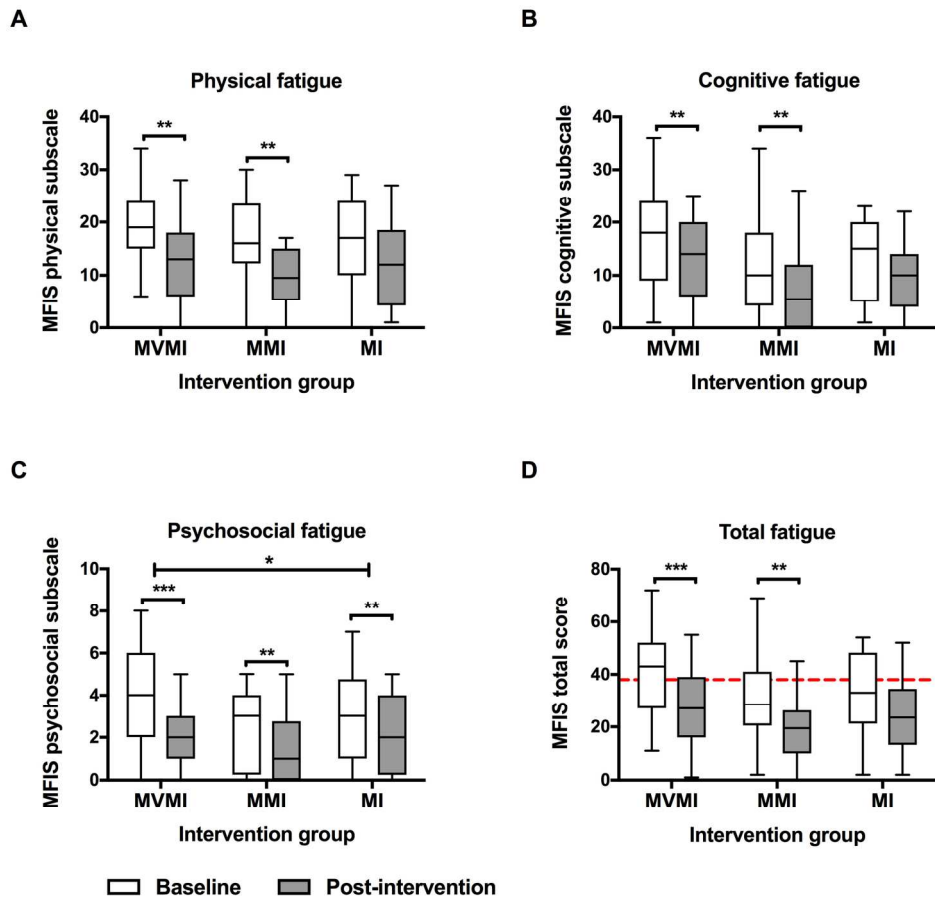 A
Physical fatigue
MFIS physical subscale
40
30
20
10
0
**
**
MVMI
MMI
MI
Intervention group
B
Cognitive fatigue
MFIS cognitive subscale
40
30
20
10
0
**
**
MVMI
MMI
MI
Intervention group
C
Psychosocial fatigue
MFIS psychosocial subscale
10
8
6
4
2
0
*
***
**
**
MVMI
MMI
MI
Intervention group
D
Total fatigue
MFIS total score
80
60
40
20
0
***
**
MVMI
MMI
MI
Intervention group
Baseline
Post-intervention